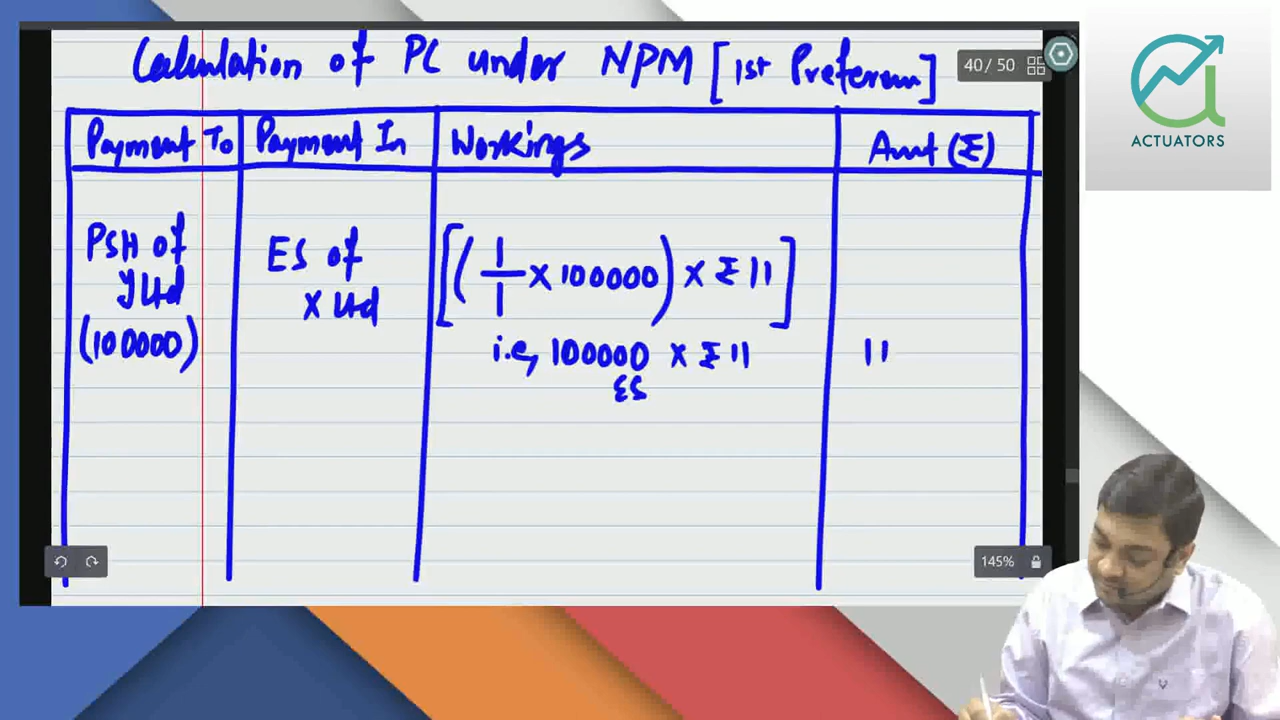 Calculation of PC under NPM [1st Preferenn]
40/50
ACTUATORS
Payment To Payment In Workings Amt (₹)
PSH of Y Ltd (100000)
ES of X Ltd
[(1/1 × 100000) × ₹11]
i.e, 100000 × ₹11
ES
11
145%